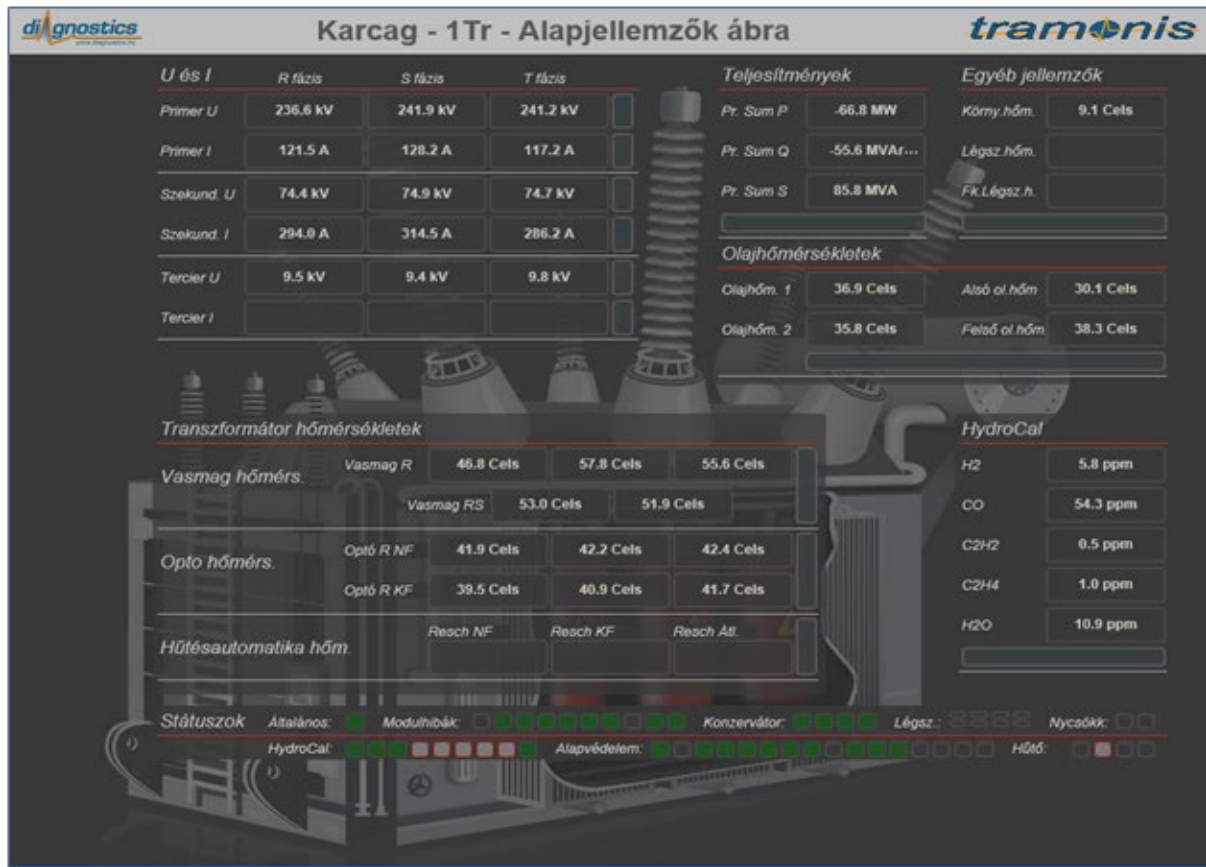 diagnostics
www.diagnostics.hu
Karcag - 1Tr - Alapjellemzők ábra
tramonis
U és I R fázis S fázis T fázis
Primer U 236.6 kV 241.9 kV 241.2 kV
Primer I 121.5 A 128.2 A 117.2 A
Szekund. U 74.4 kV 74.9 kV 74.7 kV
Szekund. I 294.0 A 314.5 A 286.2 A
Tercier U 9.5 kV 9.4 kV 9.8 kV
Tercier I
Teljesítmények
Pr. Sum P -66.8 MW
Pr. Sum Q -55.6 MVAr...
Pr. Sum S 85.8 MVA
Egyéb jellemzők
Körny.hőm. 9.1 Cels
Légsz.hőm.
Fk.Légsz.h.
Olajhőmérsékletek
Olajhőm. 1 36.9 Cels Alsó ol.hőm 30.1 Cels
Olajhőm. 2 35.8 Cels Felső ol.hőm 38.3 Cels
Transzformátor hőmérsékletek
Vasmag hőmérs.
Vasmag R 46.8 Cels 57.8 Cels 55.6 Cels
Vasmag RS 53.0 Cels 51.9 Cels
Opto hőmérs.
Optó R NF 41.9 Cels 42.2 Cels 42.4 Cels
Optó R KF 39.5 Cels 40.9 Cels 41.7 Cels
Hűtésautomatika hőm.
Resch NF Resch KF Resch Átl.
HydroCal
H2 5.8 ppm
CO 54.3 ppm
C2H2 0.5 ppm
C2H4 1.0 ppm
H2O 10.9 ppm
Státuszok Általános: Modulhibák: Konzervátor: Légsz.: Nycsökk:
HydroCal: Alapvédelem: Hűtő: